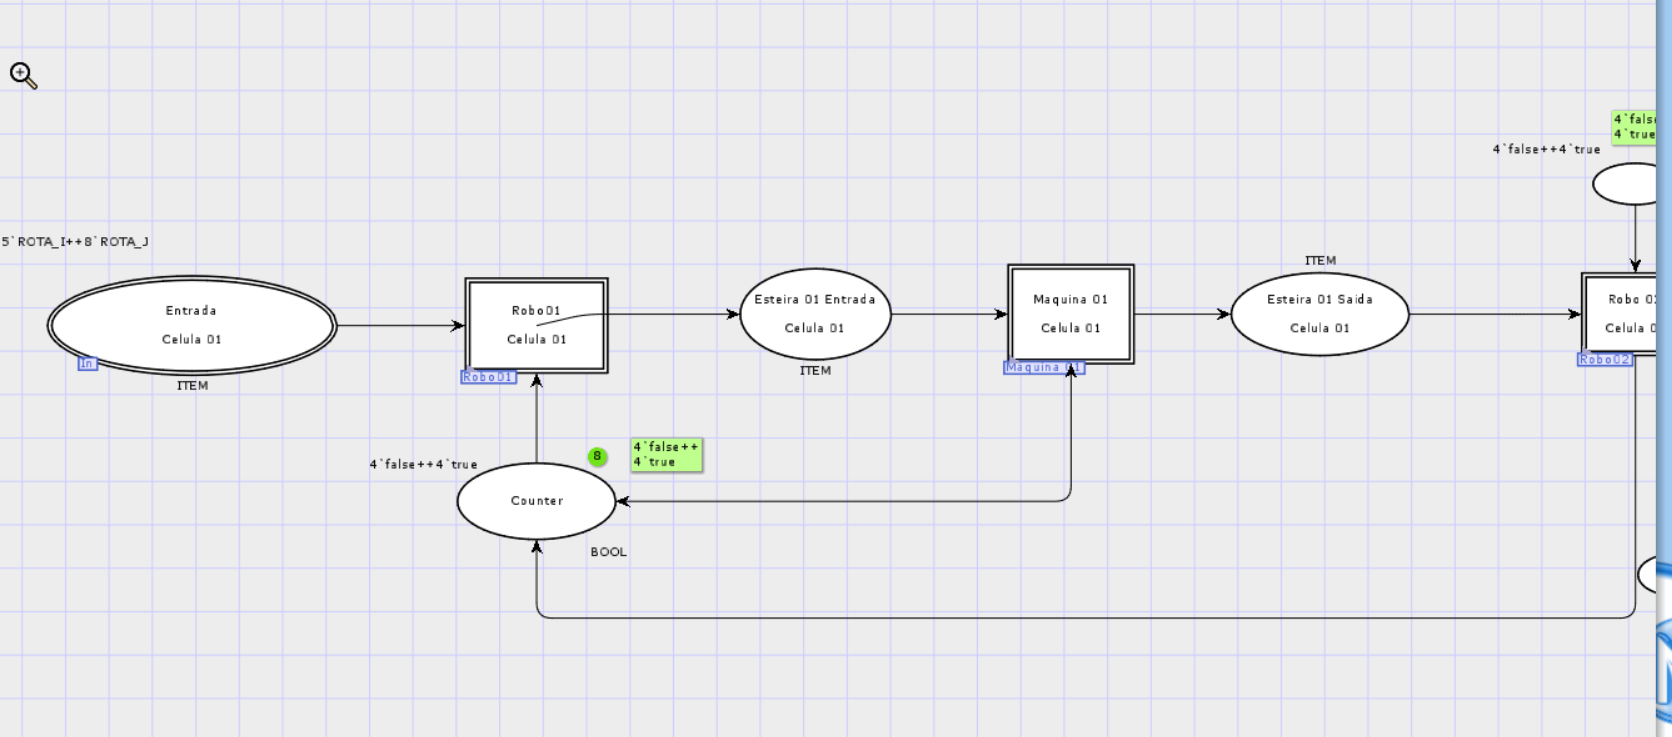 4`false
4`true
4`false++4`true
5`ROTA_I++8`ROTA_J
Entrada
Celula 01
In
ITEM
Robo01
Celula 01
Robo01
Esteira 01 Entrada
Celula 01
ITEM
Maquina 01
Celula 01
Maquina 01
ITEM
Esteira 01 Saida
Celula 01
Robo 02
Celula 0
Robo02
4`false++4`true
8
4`false++
4`true
Counter
BOOL